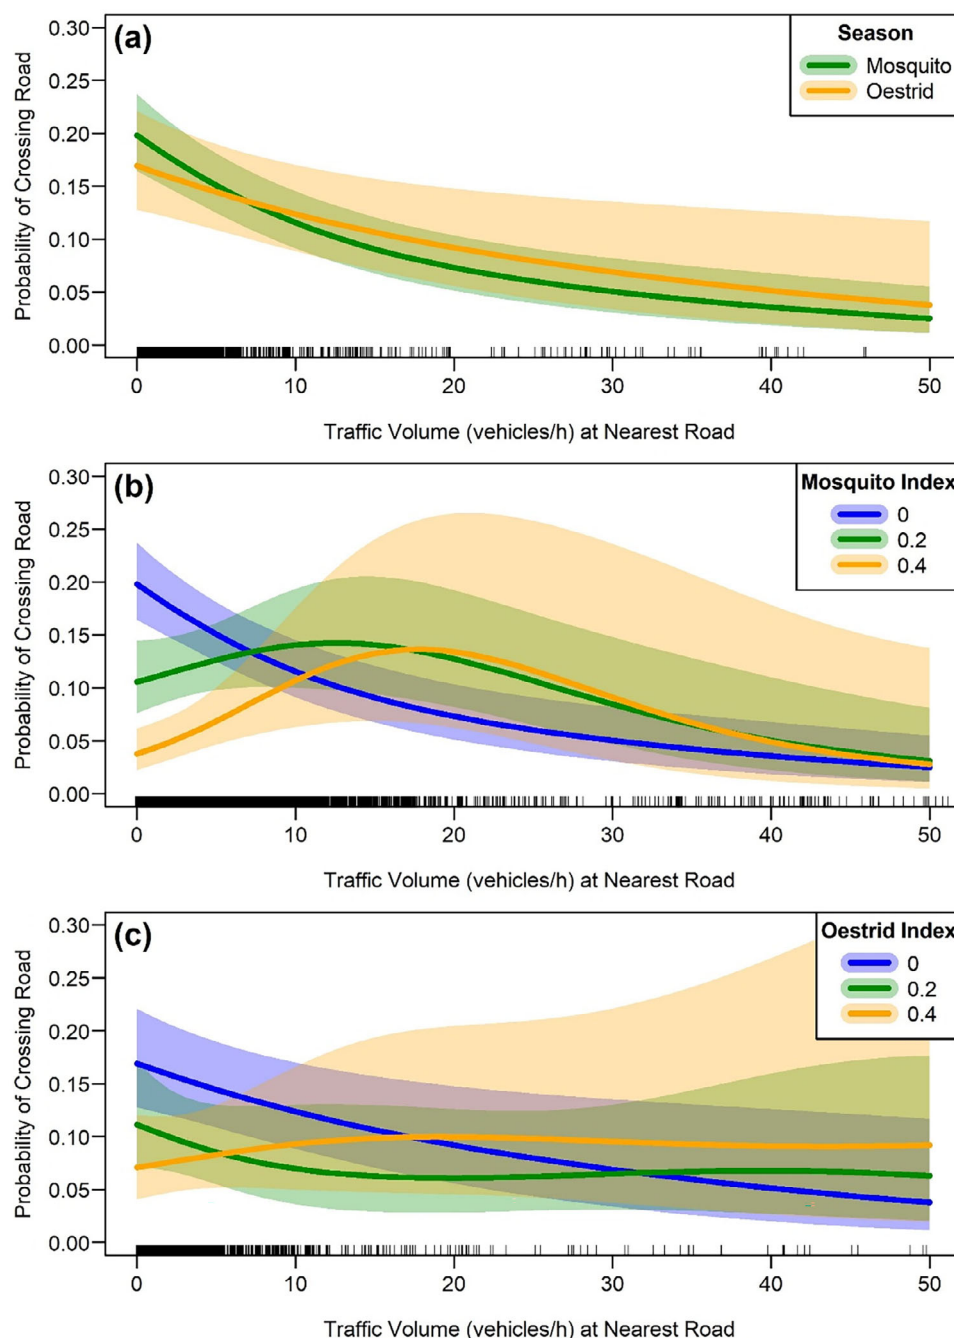 (a)
Season
Mosquito
Oestrid
Probability of Crossing Road
0.30
0.25
0.20
0.15
0.10
0.05
0.00
0 10 20 30 40 50
Traffic Volume (vehicles/h) at Nearest Road
(b)
Mosquito Index
0
0.2
0.4
Probability of Crossing Road
0.30
0.25
0.20
0.15
0.10
0.05
0.00
0 10 20 30 40 50
Traffic Volume (vehicles/h) at Nearest Road
(c)
Oestrid Index
0
0.2
0.4
Probability of Crossing Road
0.30
0.25
0.20
0.15
0.10
0.05
0.00
0 10 20 30 40 50
Traffic Volume (vehicles/h) at Nearest Road